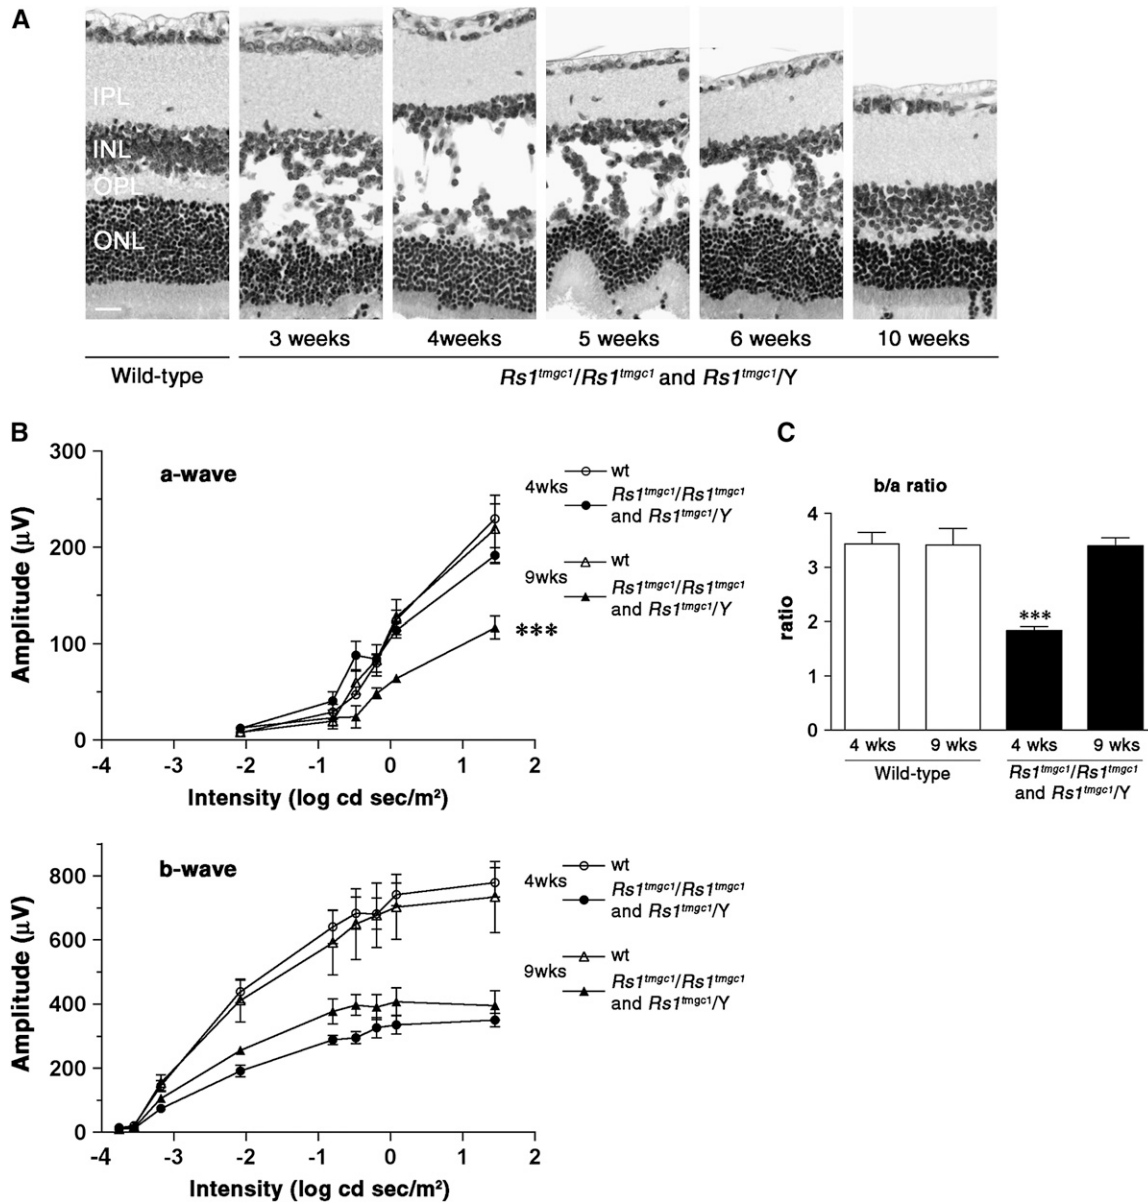 A
IPL
INL
OPL
ONL
3 weeks
4weeks
5 weeks
6 weeks
10 weeks
Wild-type
Rs1tmgc1/Rs1tmgc1 and Rs1tmgc1/Y
B
a-wave
Amplitude (μV)
300
200
100
0
-4 -3 -2 -1 0 1 2
Intensity (log cd sec/m²)
4wks
wt
Rs1tmgc1/Rs1tmgc1
and Rs1tmgc1/Y
9wks
wt
Rs1tmgc1/Rs1tmgc1
and Rs1tmgc1/Y
***
C
b/a ratio
ratio
4
3
2
1
0
***
4 wks 9 wks 4 wks 9 wks
Wild-type
Rs1tmgc1/Rs1tmgc1
and Rs1tmgc1/Y
b-wave
Amplitude (μV)
800
600
400
200
0
-4 -3 -2 -1 0 1 2
Intensity (log cd sec/m²)
4wks
wt
Rs1tmgc1/Rs1tmgc1
and Rs1tmgc1/Y
9wks
wt
Rs1tmgc1/Rs1tmgc1
and Rs1tmgc1/Y